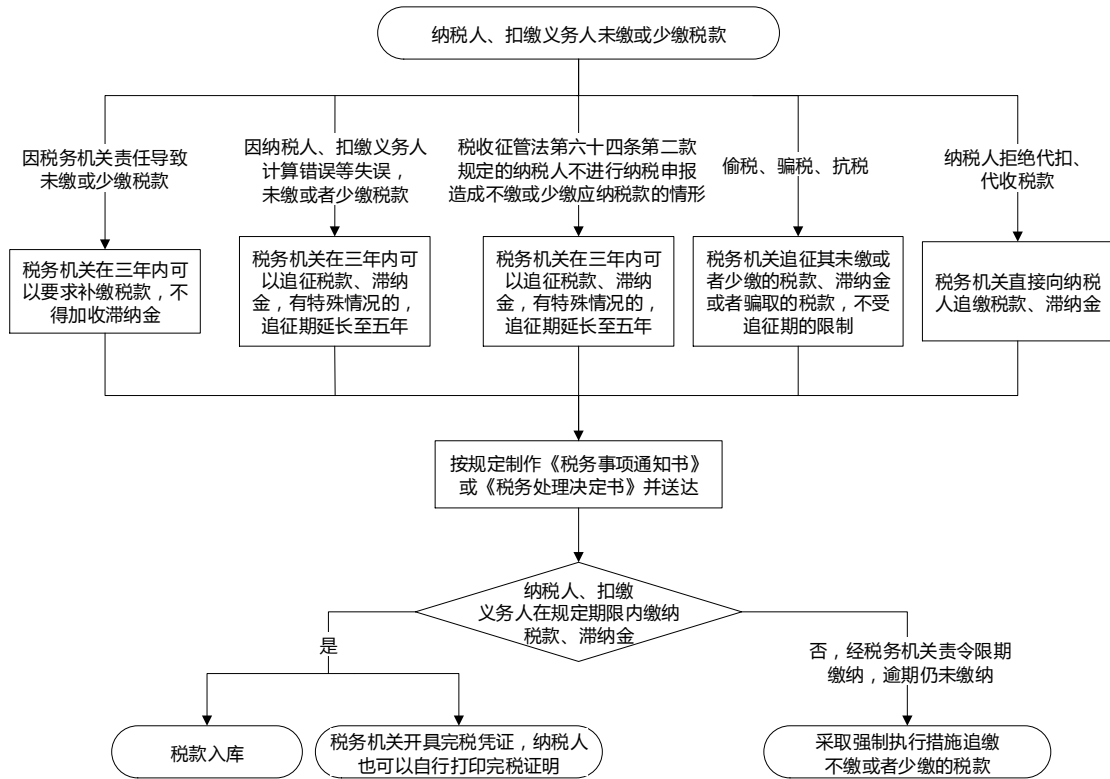 纳税人、扣缴义务人未缴或少缴税款
因税务机关责任导致
未缴或少缴税款
因纳税人、扣缴义务人
计算错误等失误，
未缴或者少缴税款
税收征管法第六十四条第二款
规定的纳税人不进行纳税申报
造成不缴或少缴应纳税款的情形
偷税、骗税、抗税
纳税人拒绝代扣、
代收税款
税务机关在三年内可
以要求补缴税款，不
得加收滞纳金
税务机关在三年内可
以追征税款、滞纳
金，有特殊情况的，
追征期延长至五年
税务机关在三年内可
以追征税款、滞纳
金，有特殊情况的，
追征期延长至五年
税务机关追征其未缴或
者少缴的税款、滞纳金
或者骗取的税款，不受
追征期的限制
税务机关直接向纳税
人追缴税款、滞纳金
按规定制作《税务事项通知书》
或《税务处理决定书》并送达
纳税人、扣缴
义务人在规定期限内缴纳
税款、滞纳金
是
否，经税务机关责令限期
缴纳，逾期仍未缴纳
税款入库
税务机关开具完税凭证，纳税人
也可以自行打印完税证明
采取强制执行措施追缴
不缴或者少缴的税款